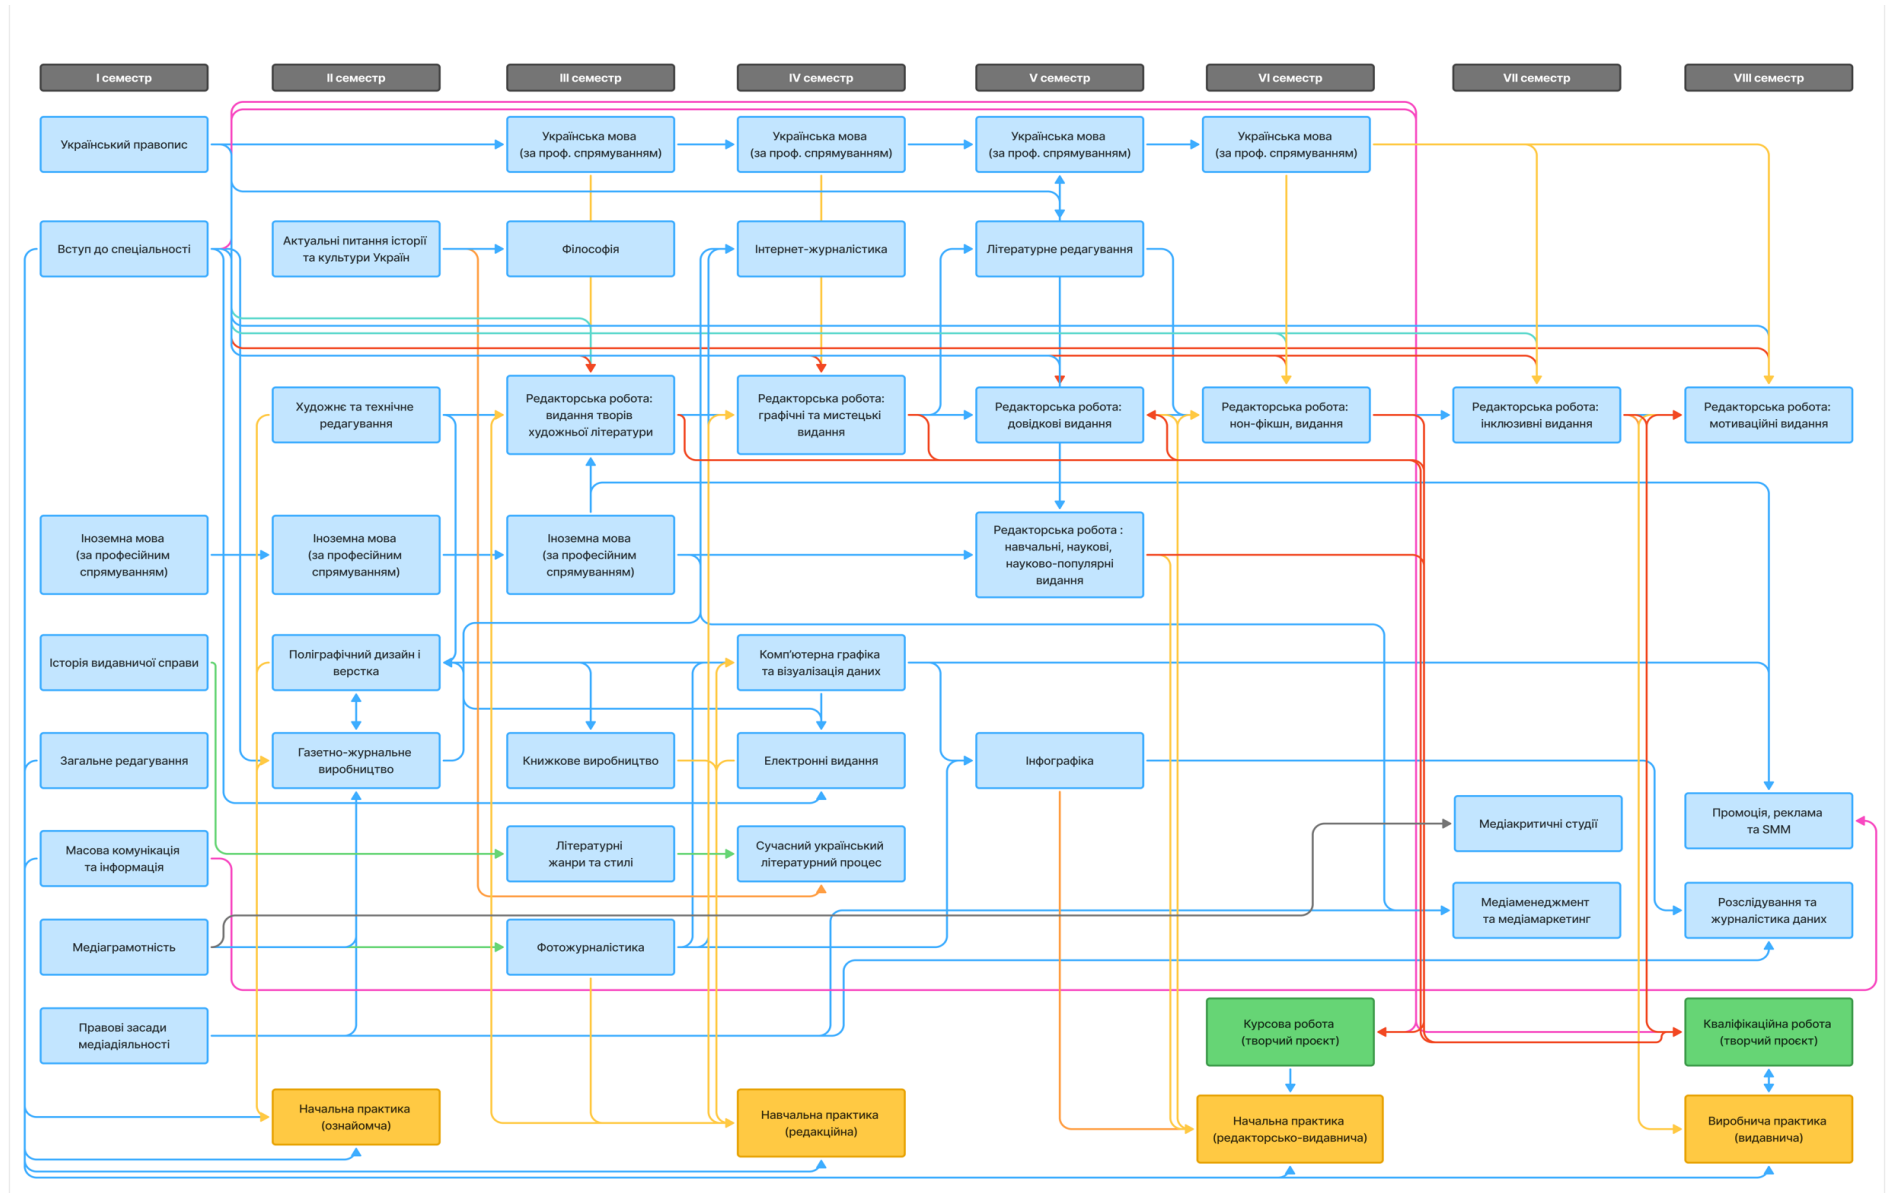 I семестр
II семестр
III семестр
IV семестр
V семестр
VI семестр
VII семестр
VIII семестр
Український правопис
Українська мова
(за проф. спрямуванням)
Українська мова
(за проф. спрямуванням)
Українська мова
(за проф. спрямуванням)
Українська мова
(за проф. спрямуванням)
Вступ до спеціальності
Актуальні питання історії
та культури Україн
Філософія
Інтернет-журналістика
Літературне редагування
Художнє та технічне
редагування
Редакторська робота:
видання творів
художньої літератури
Редакторська робота:
графічні та мистецькі
видання
Редакторська робота:
довідкові видання
Редакторська робота:
нон-фікшн, видання
Редакторська робота:
інклюзивні видання
Редакторська робота:
мотиваційні видання
Іноземна мова
(за професійним
спрямуванням)
Іноземна мова
(за професійним
спрямуванням)
Іноземна мова
(за професійним
спрямуванням)
Редакторська робота :
навчальні, наукові,
науково-популярні
видання
Історія видавничої справи
Поліграфічний дизайн і
верстка
Комп'ютерна графіка
та візуалізація даних
Загальне редагування
Газетно-журнальне
виробництво
Книжкове виробництво
Електронні видання
Інфографіка
Медіакритичні студії
Промоція, реклама
та SMM
Масова комунікація
та інформація
Літературні
жанри та стилі
Сучасний український
літературний процес
Медіаменеджмент
та медіамаркетинг
Розслідування та
журналістика даних
Медіаграмотність
Фотожурналістика
Правові засади
медіадіяльності
Курсова робота
(творчий проєкт)
Кваліфікаційна робота
(творчий проєкт)
Начальна практика
(ознайомча)
Навчальна практика
(редакційна)
Начальна практика
(редакторсько-видавнича)
Виробнича практика
(видавнича)